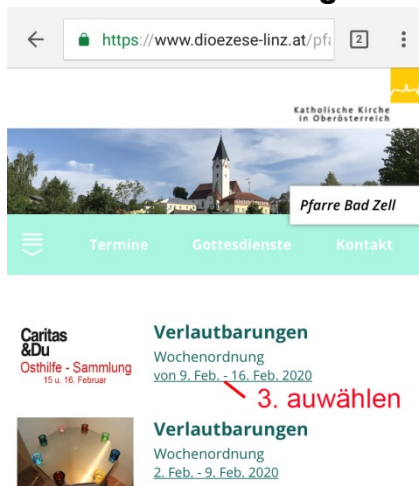 https://www.dioezese-linz.at/pfa
2
Katholische Kirche
in Oberösterreich
Pfarre Bad Zell
Termine Gottesdienste Kontakt
Caritas
&Du
Osthilfe - Sammlung
15 u. 16. Februar
Verlautbarungen
Wochenordnung
von 9. Feb. - 16. Feb. 2020
3. auwählen
Verlautbarungen
Wochenordnung
2. Feb. - 9. Feb. 2020